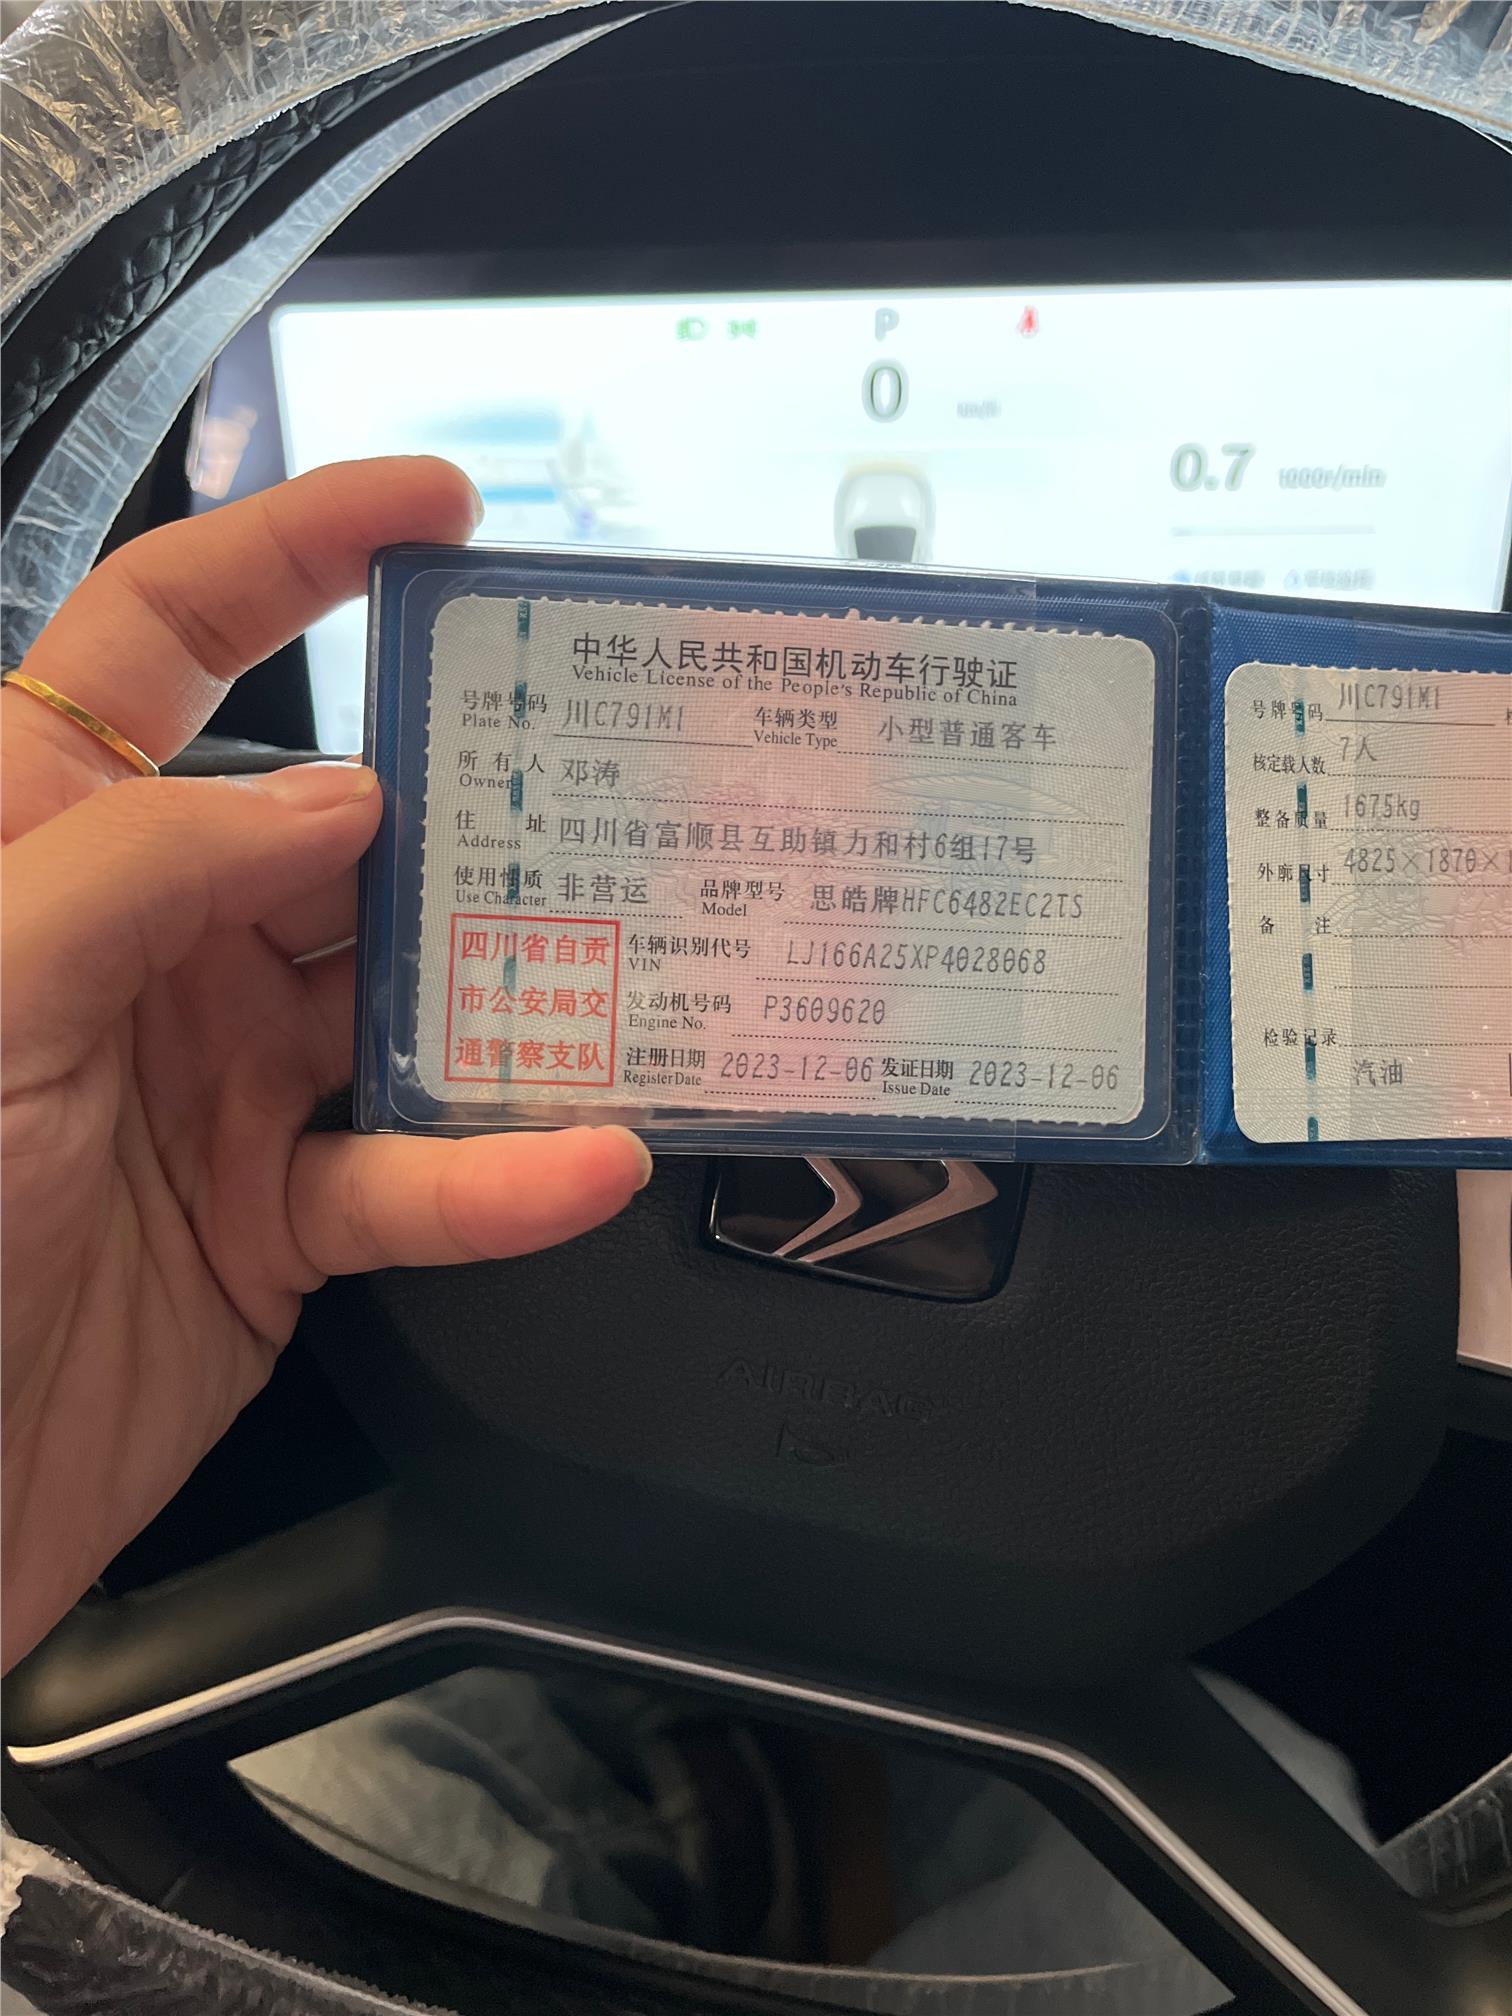 P
0
km/h
0.7
1000r/min
中华人民共和国机动车行驶证
Vehicle License of the People's Republic of China
号牌号码 川C791M1 车辆类型 小型普通客车
Plate No. Vehicle Type
所有人 邓涛
Owner
住址 四川省富顺县互助镇力和村6组17号
Address
使用性质 非营运 品牌型号 思皓牌HFC6482EC2TS
Use Character Model
四川省自贡
市公安局交
通警察支队
车辆识别代号 LJ166A25XP4028068
VIN
发动机号码 P3609620
Engine No.
注册日期 2023-12-06 发证日期 2023-12-06
Register Date Issue Date
号牌号码 川C791M1
核定载人数 7人
整备质量 1675kg
外廓尺寸 4825×1870×1
备注
检验记录
汽油
AIRBAG